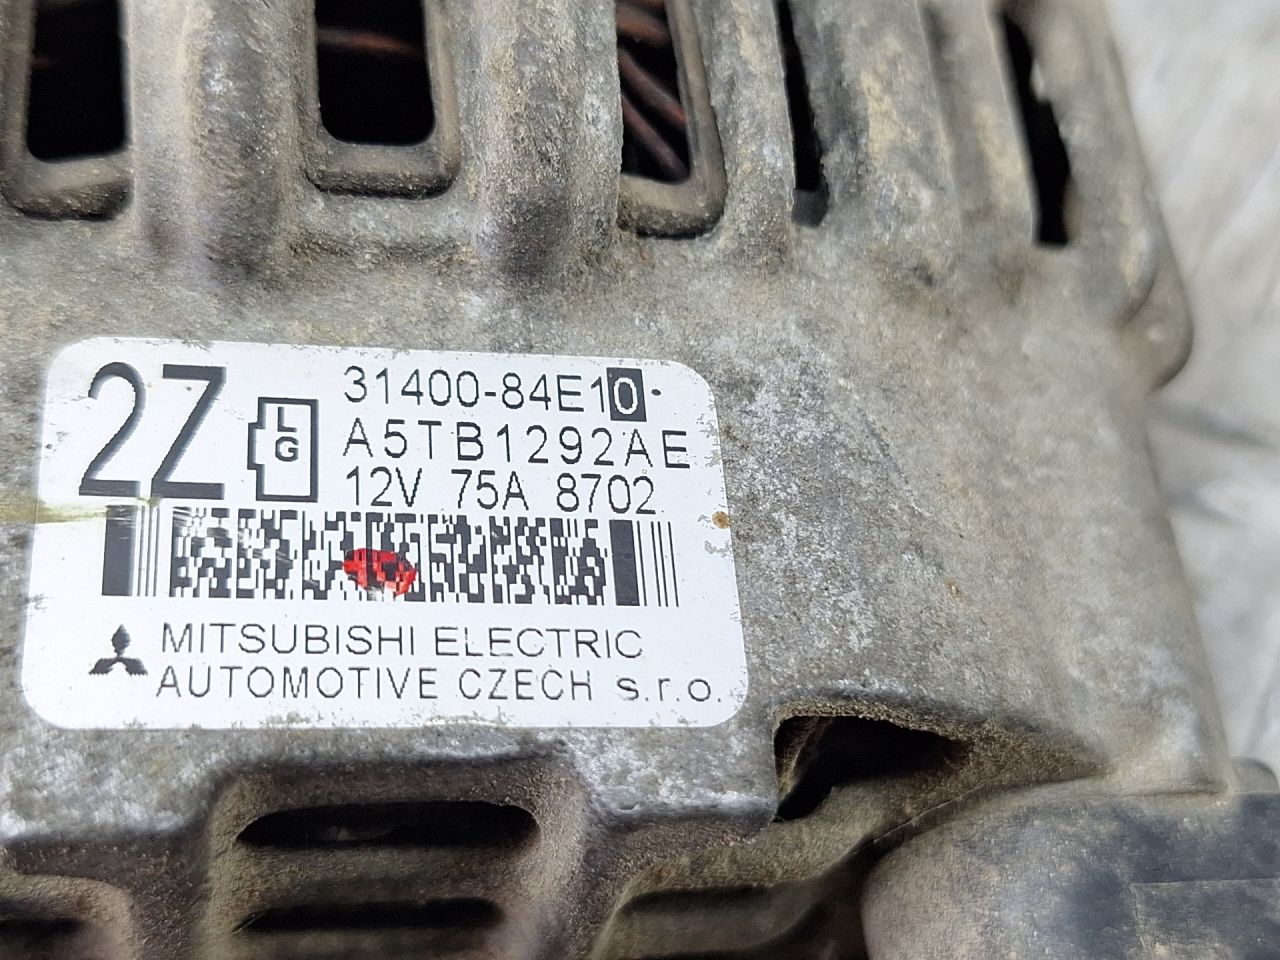 2Z
L
G
31400-84E10
A5TB1292AE
12V 75A 8702
MITSUBISHI ELECTRIC
AUTOMOTIVE CZECH s.r.o.